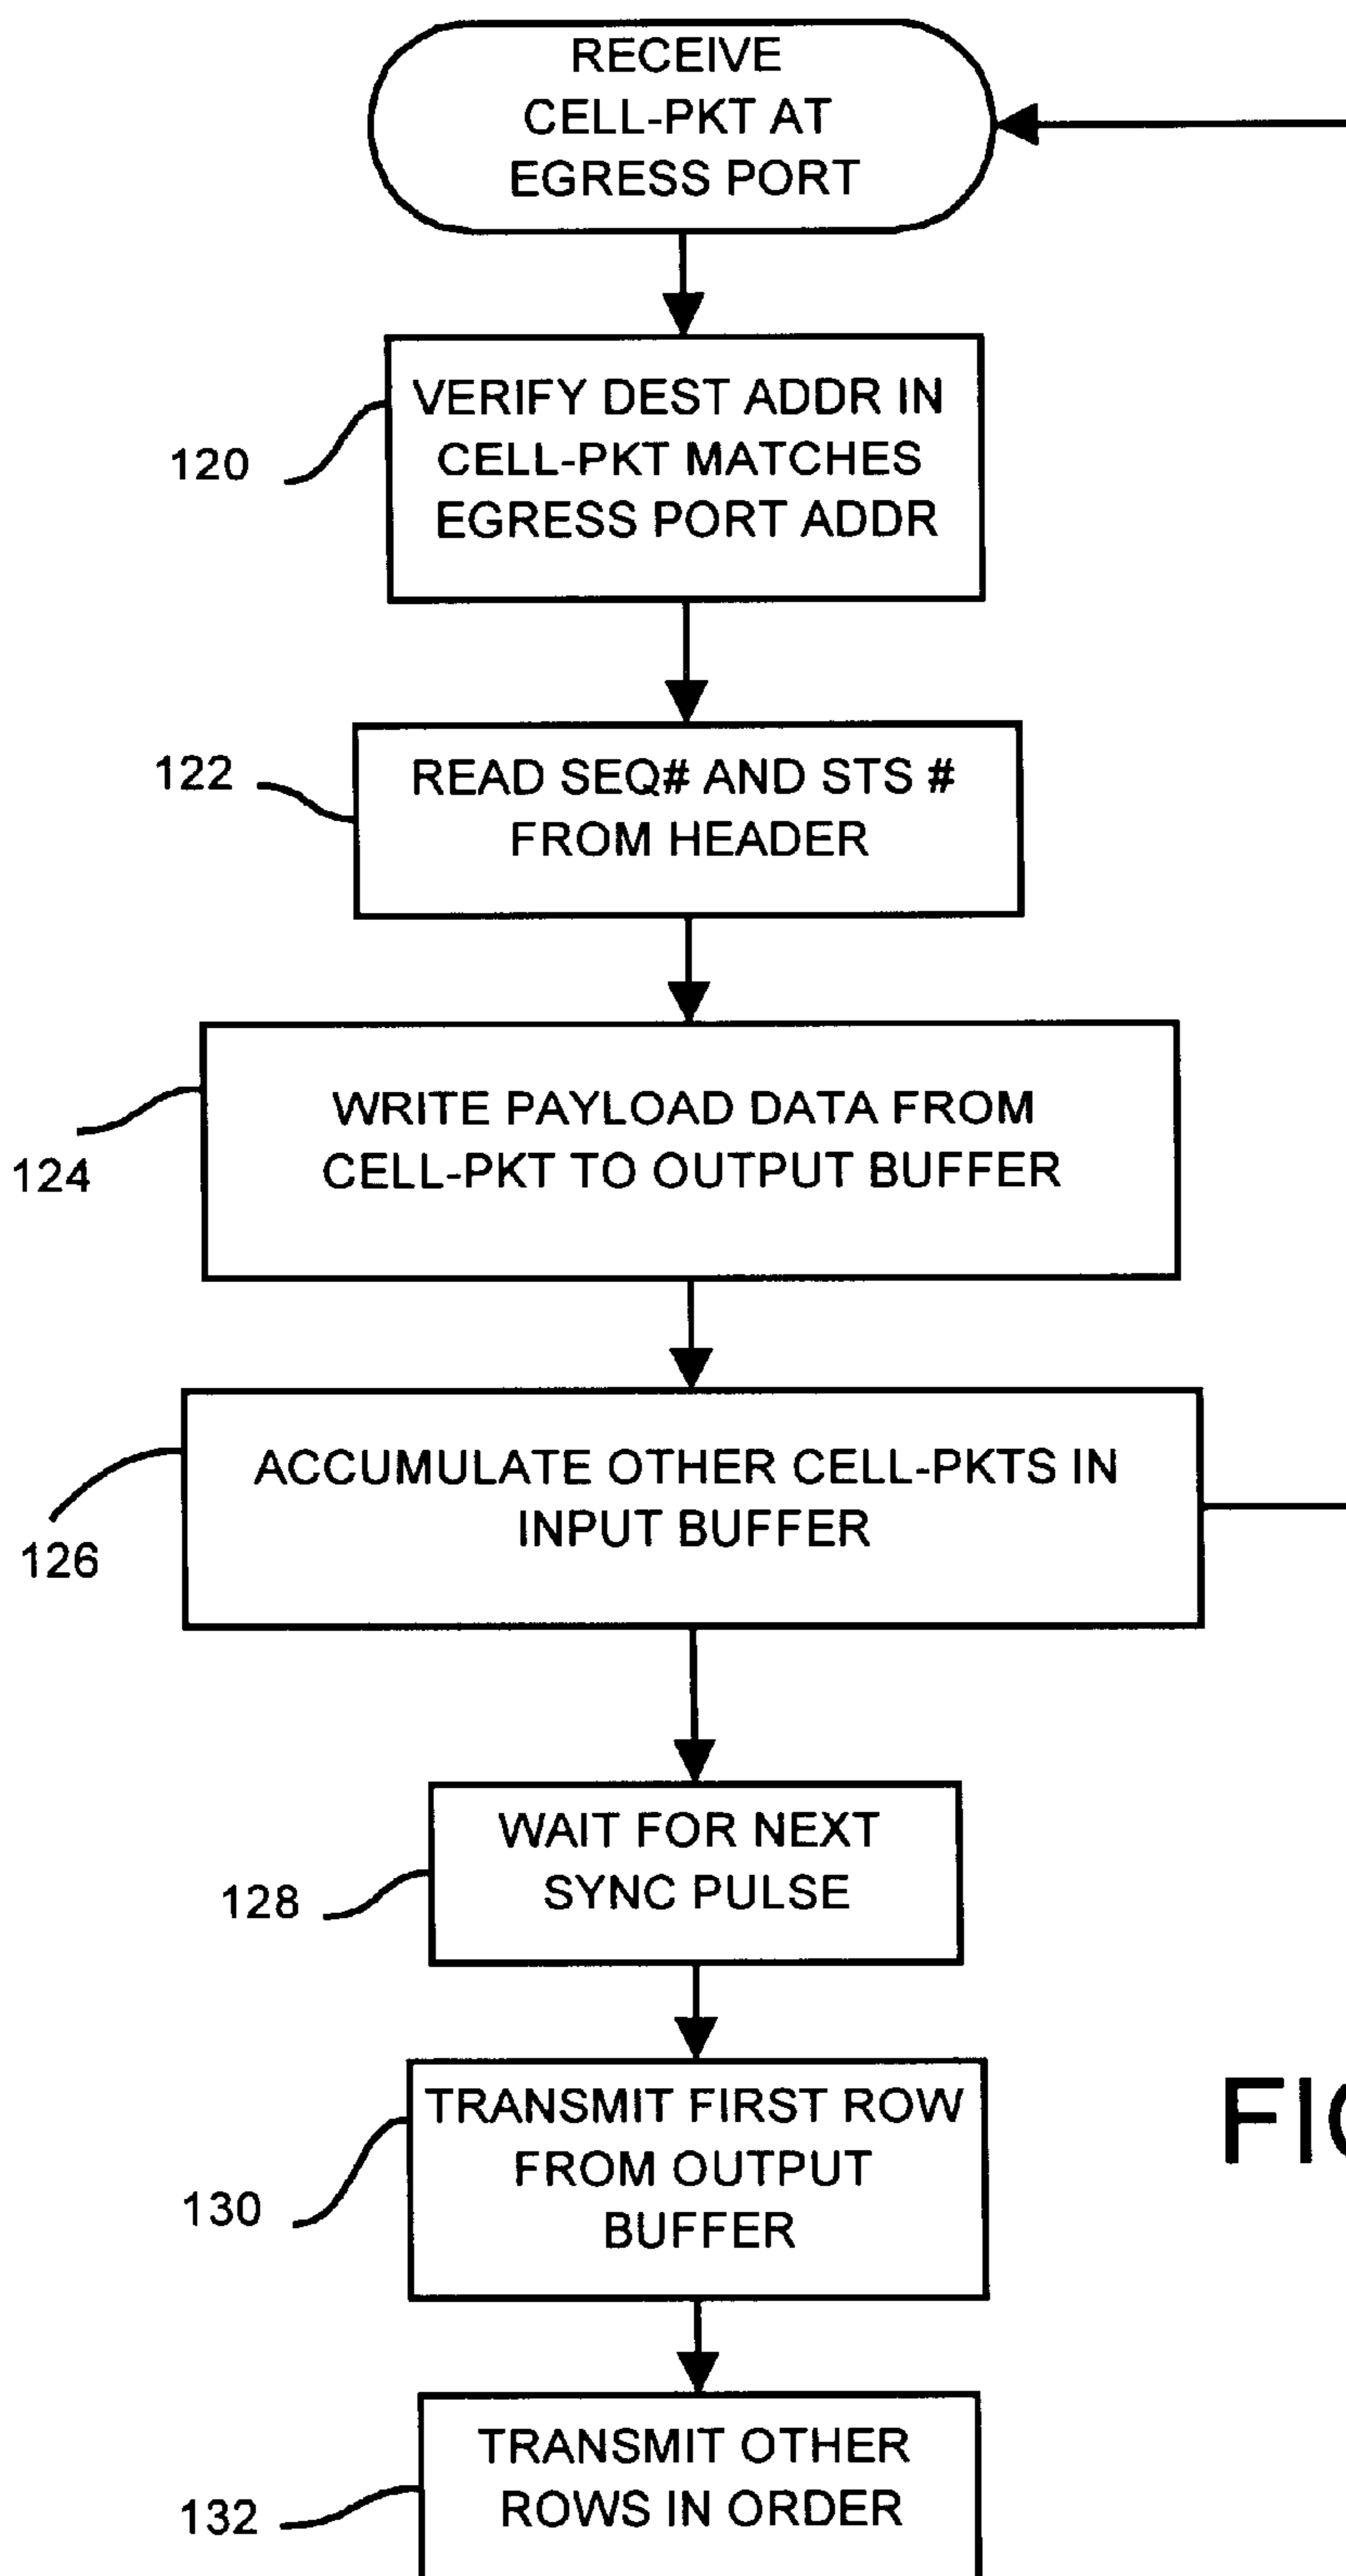 RECEIVE
CELL-PKT AT
EGRESS PORT
VERIFY DEST ADDR IN
CELL-PKT MATCHES
EGRESS PORT ADDR
120
READ SEQ# AND STS #
FROM HEADER
122
WRITE PAYLOAD DATA FROM
CELL-PKT TO OUTPUT BUFFER
124
ACCUMULATE OTHER CELL-PKTS IN
INPUT BUFFER
126
WAIT FOR NEXT
SYNC PULSE
128
TRANSMIT FIRST ROW
FROM OUTPUT
BUFFER
130
TRANSMIT OTHER
ROWS IN ORDER
132